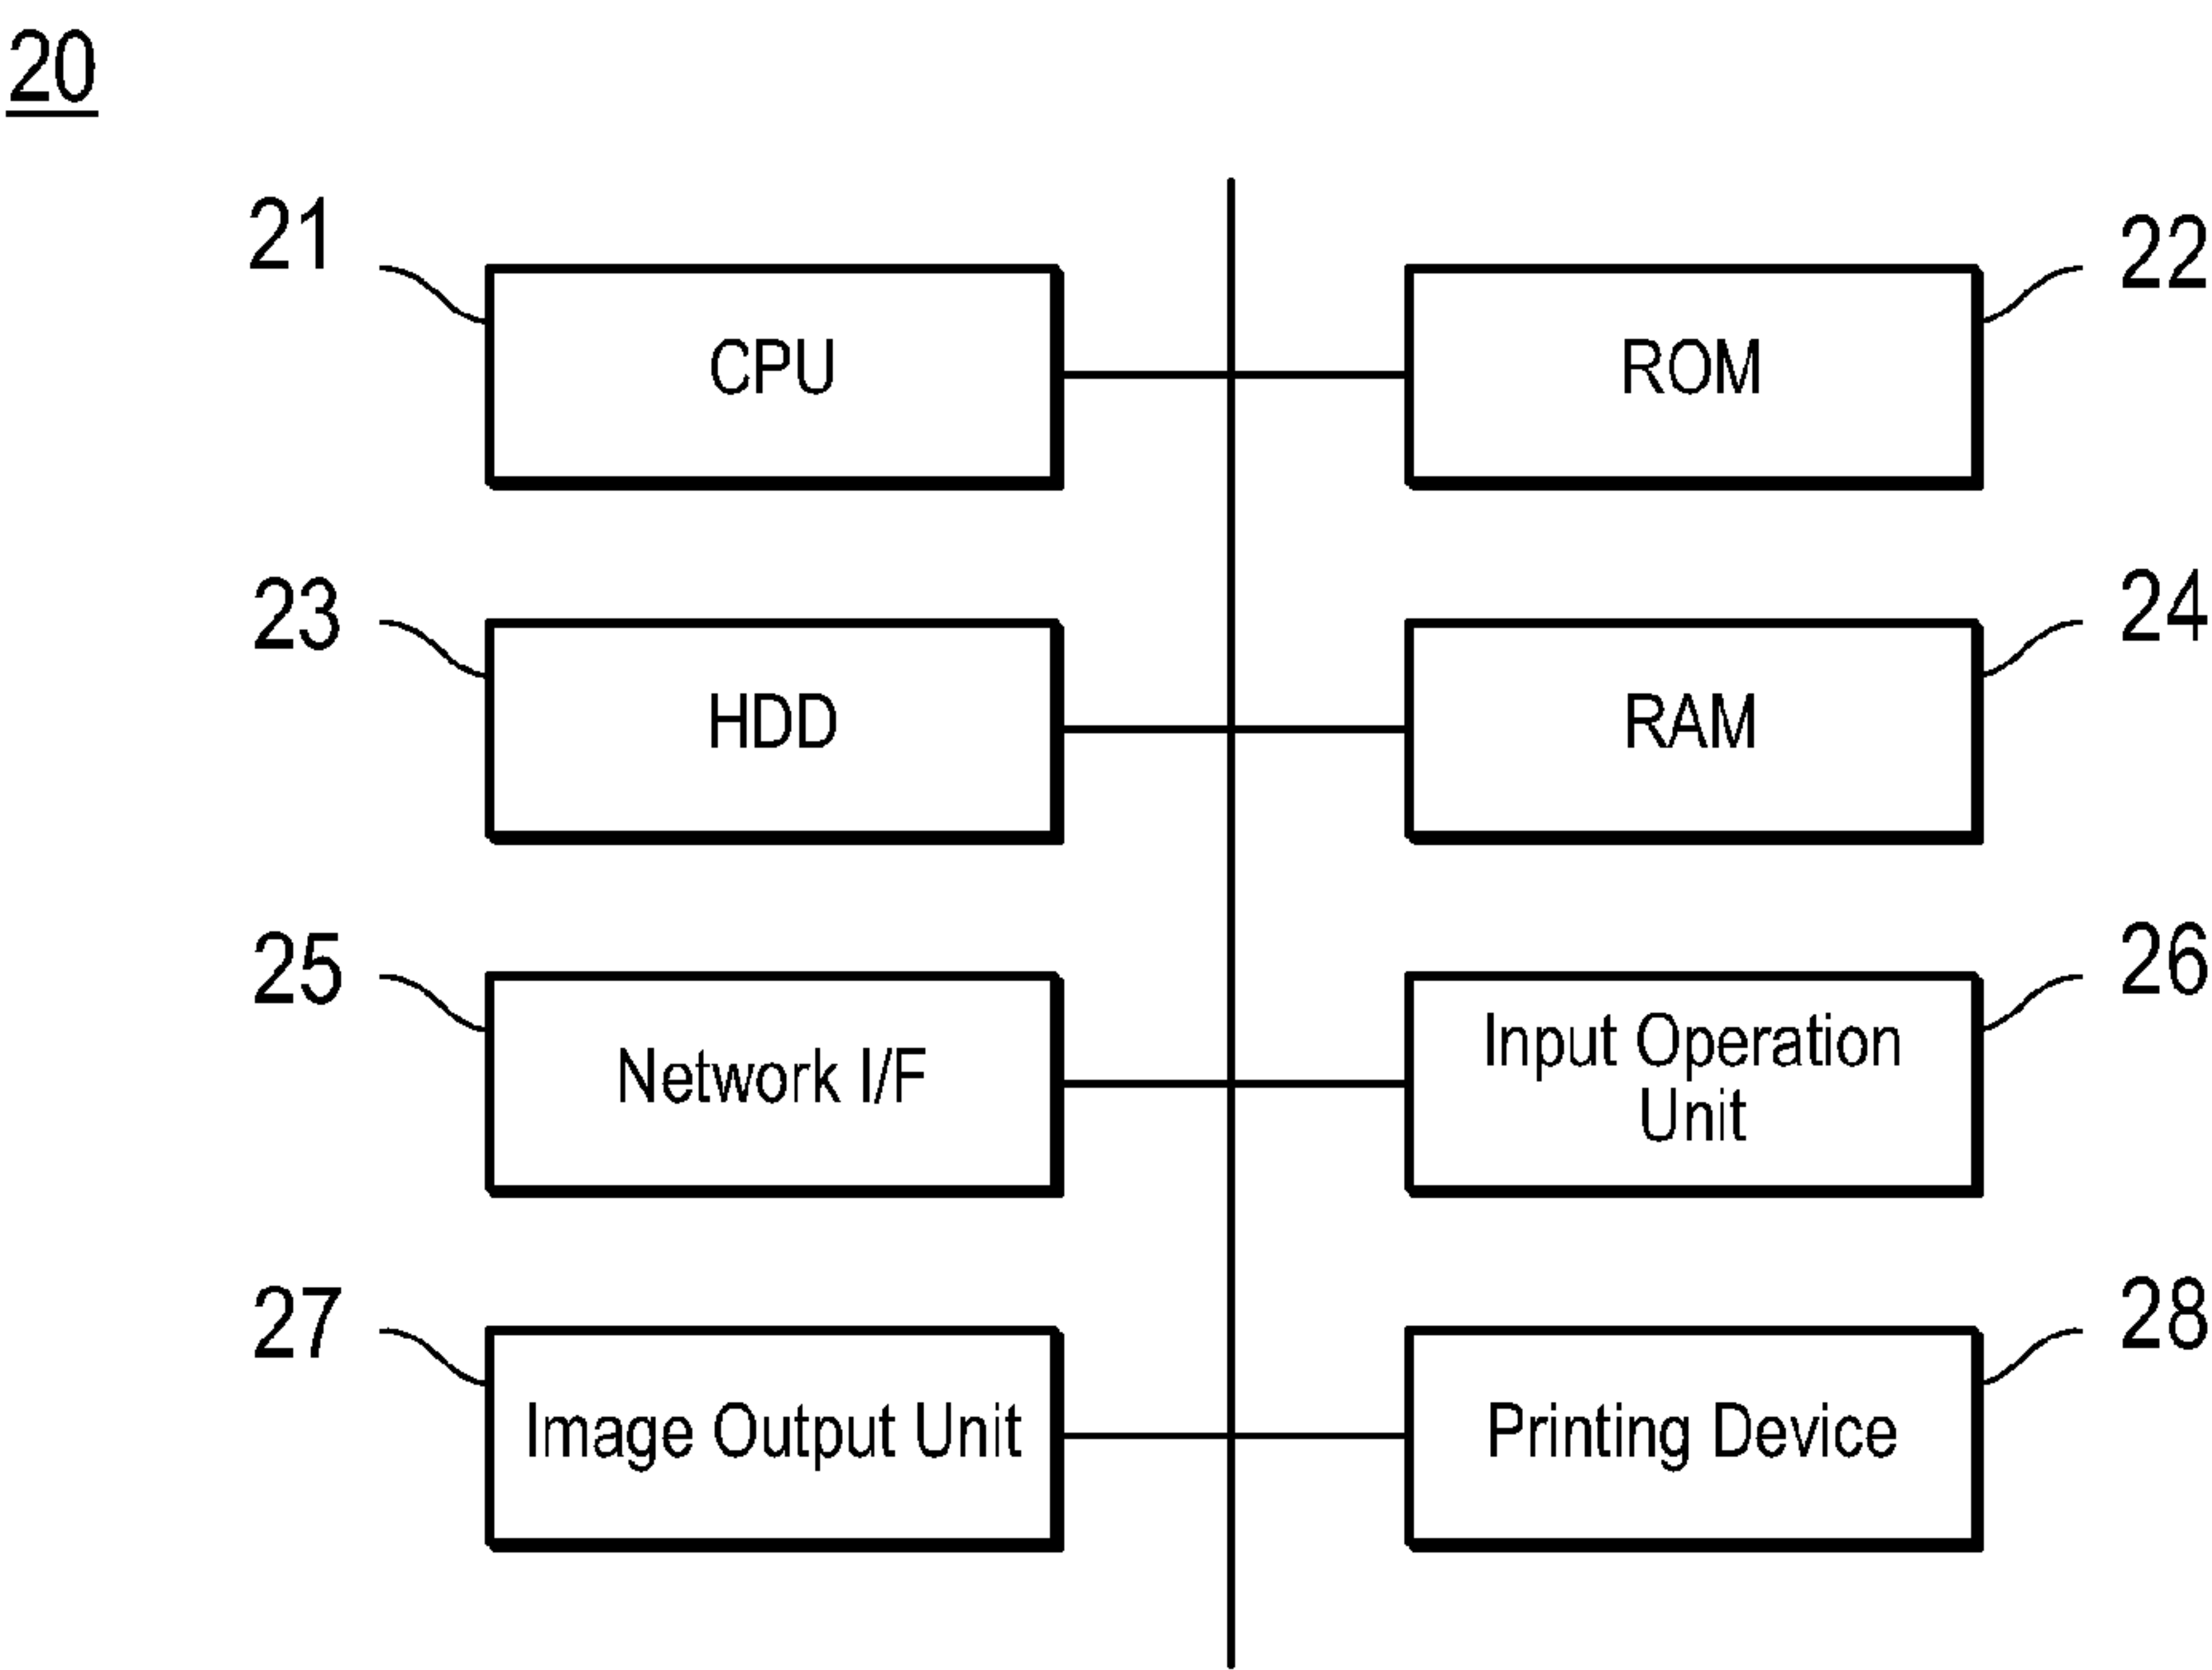 20
21
CPU
22
ROM
23
HDD
24
RAM
25
Network I/F
26
Input Operation
Unit
27
Image Output Unit
28
Printing Device